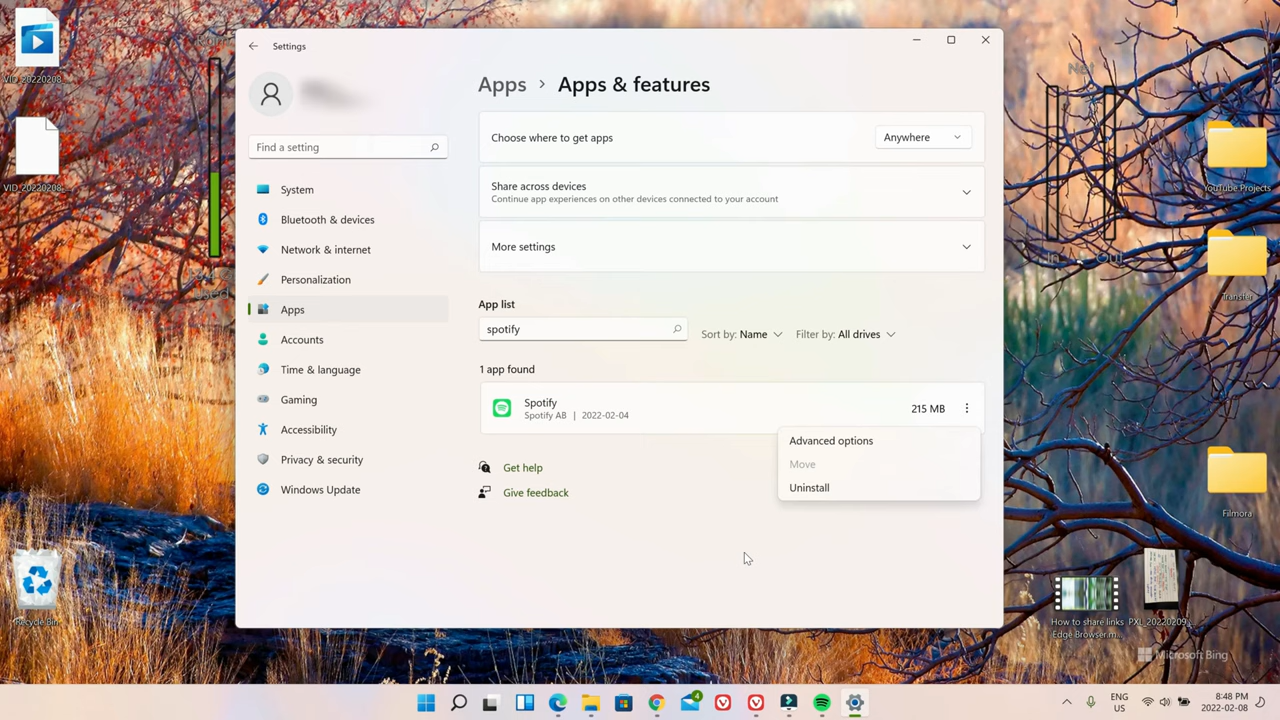 Settings
Apps > Apps & features
Find a setting
System
Bluetooth & devices
Network & internet
Personalization
Apps
Accounts
Time & language
Gaming
Accessibility
Privacy & security
Windows Update
Choose where to get apps
Anywhere
Share across devices
Continue app experiences on other devices connected to your account
More settings
App list
spotify
Sort by: Name
Filter by: All drives
1 app found
Spotify
Spotify AB | 2022-02-04
215 MB
Advanced options
Move
Uninstall
Get help
Give feedback
VID_20220208...
VID_20220208...
Recycle Bin
Used
Net
In
Out
YouTube Projects
Transfer
Filmora
How to share links
Edge Browser.m...
PXL_20220209...
Microsoft Bing
4
ENG
US
8:48 PM
2022-02-08